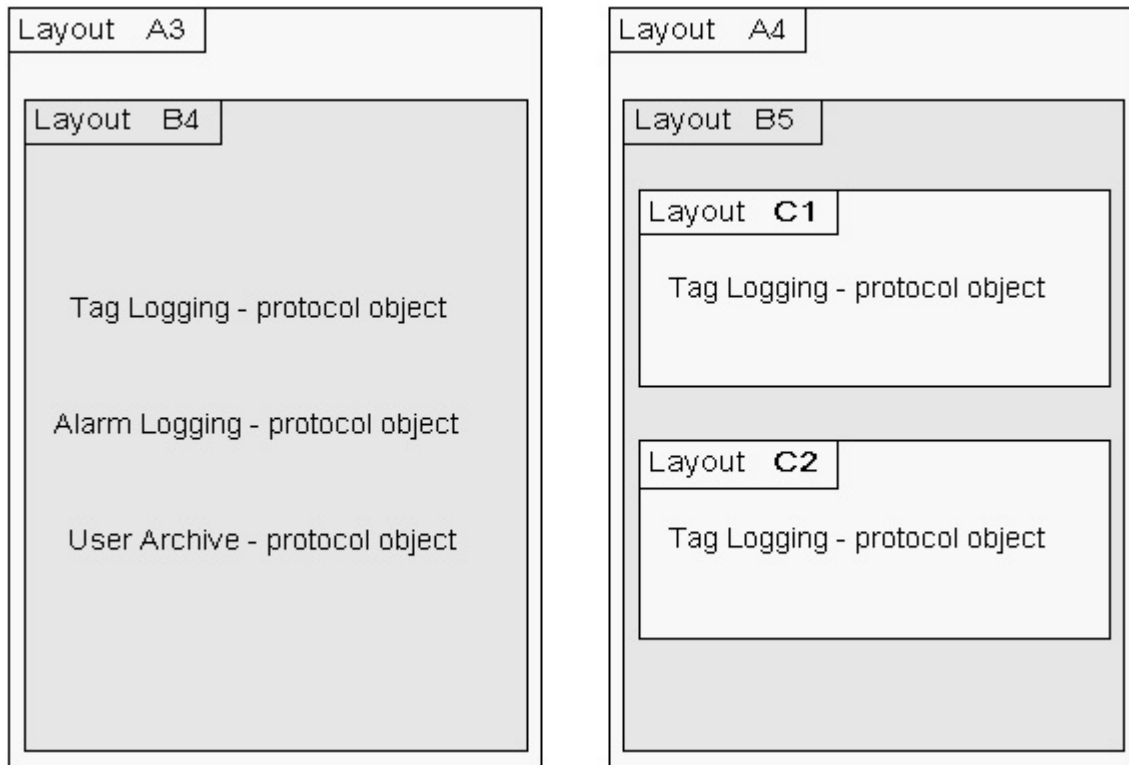 Layout A3
Layout B4
Tag Logging - protocol object
Alarm Logging - protocol object
User Archive - protocol object
Layout A4
Layout B5
Layout C1
Tag Logging - protocol object
Layout C2
Tag Logging - protocol object